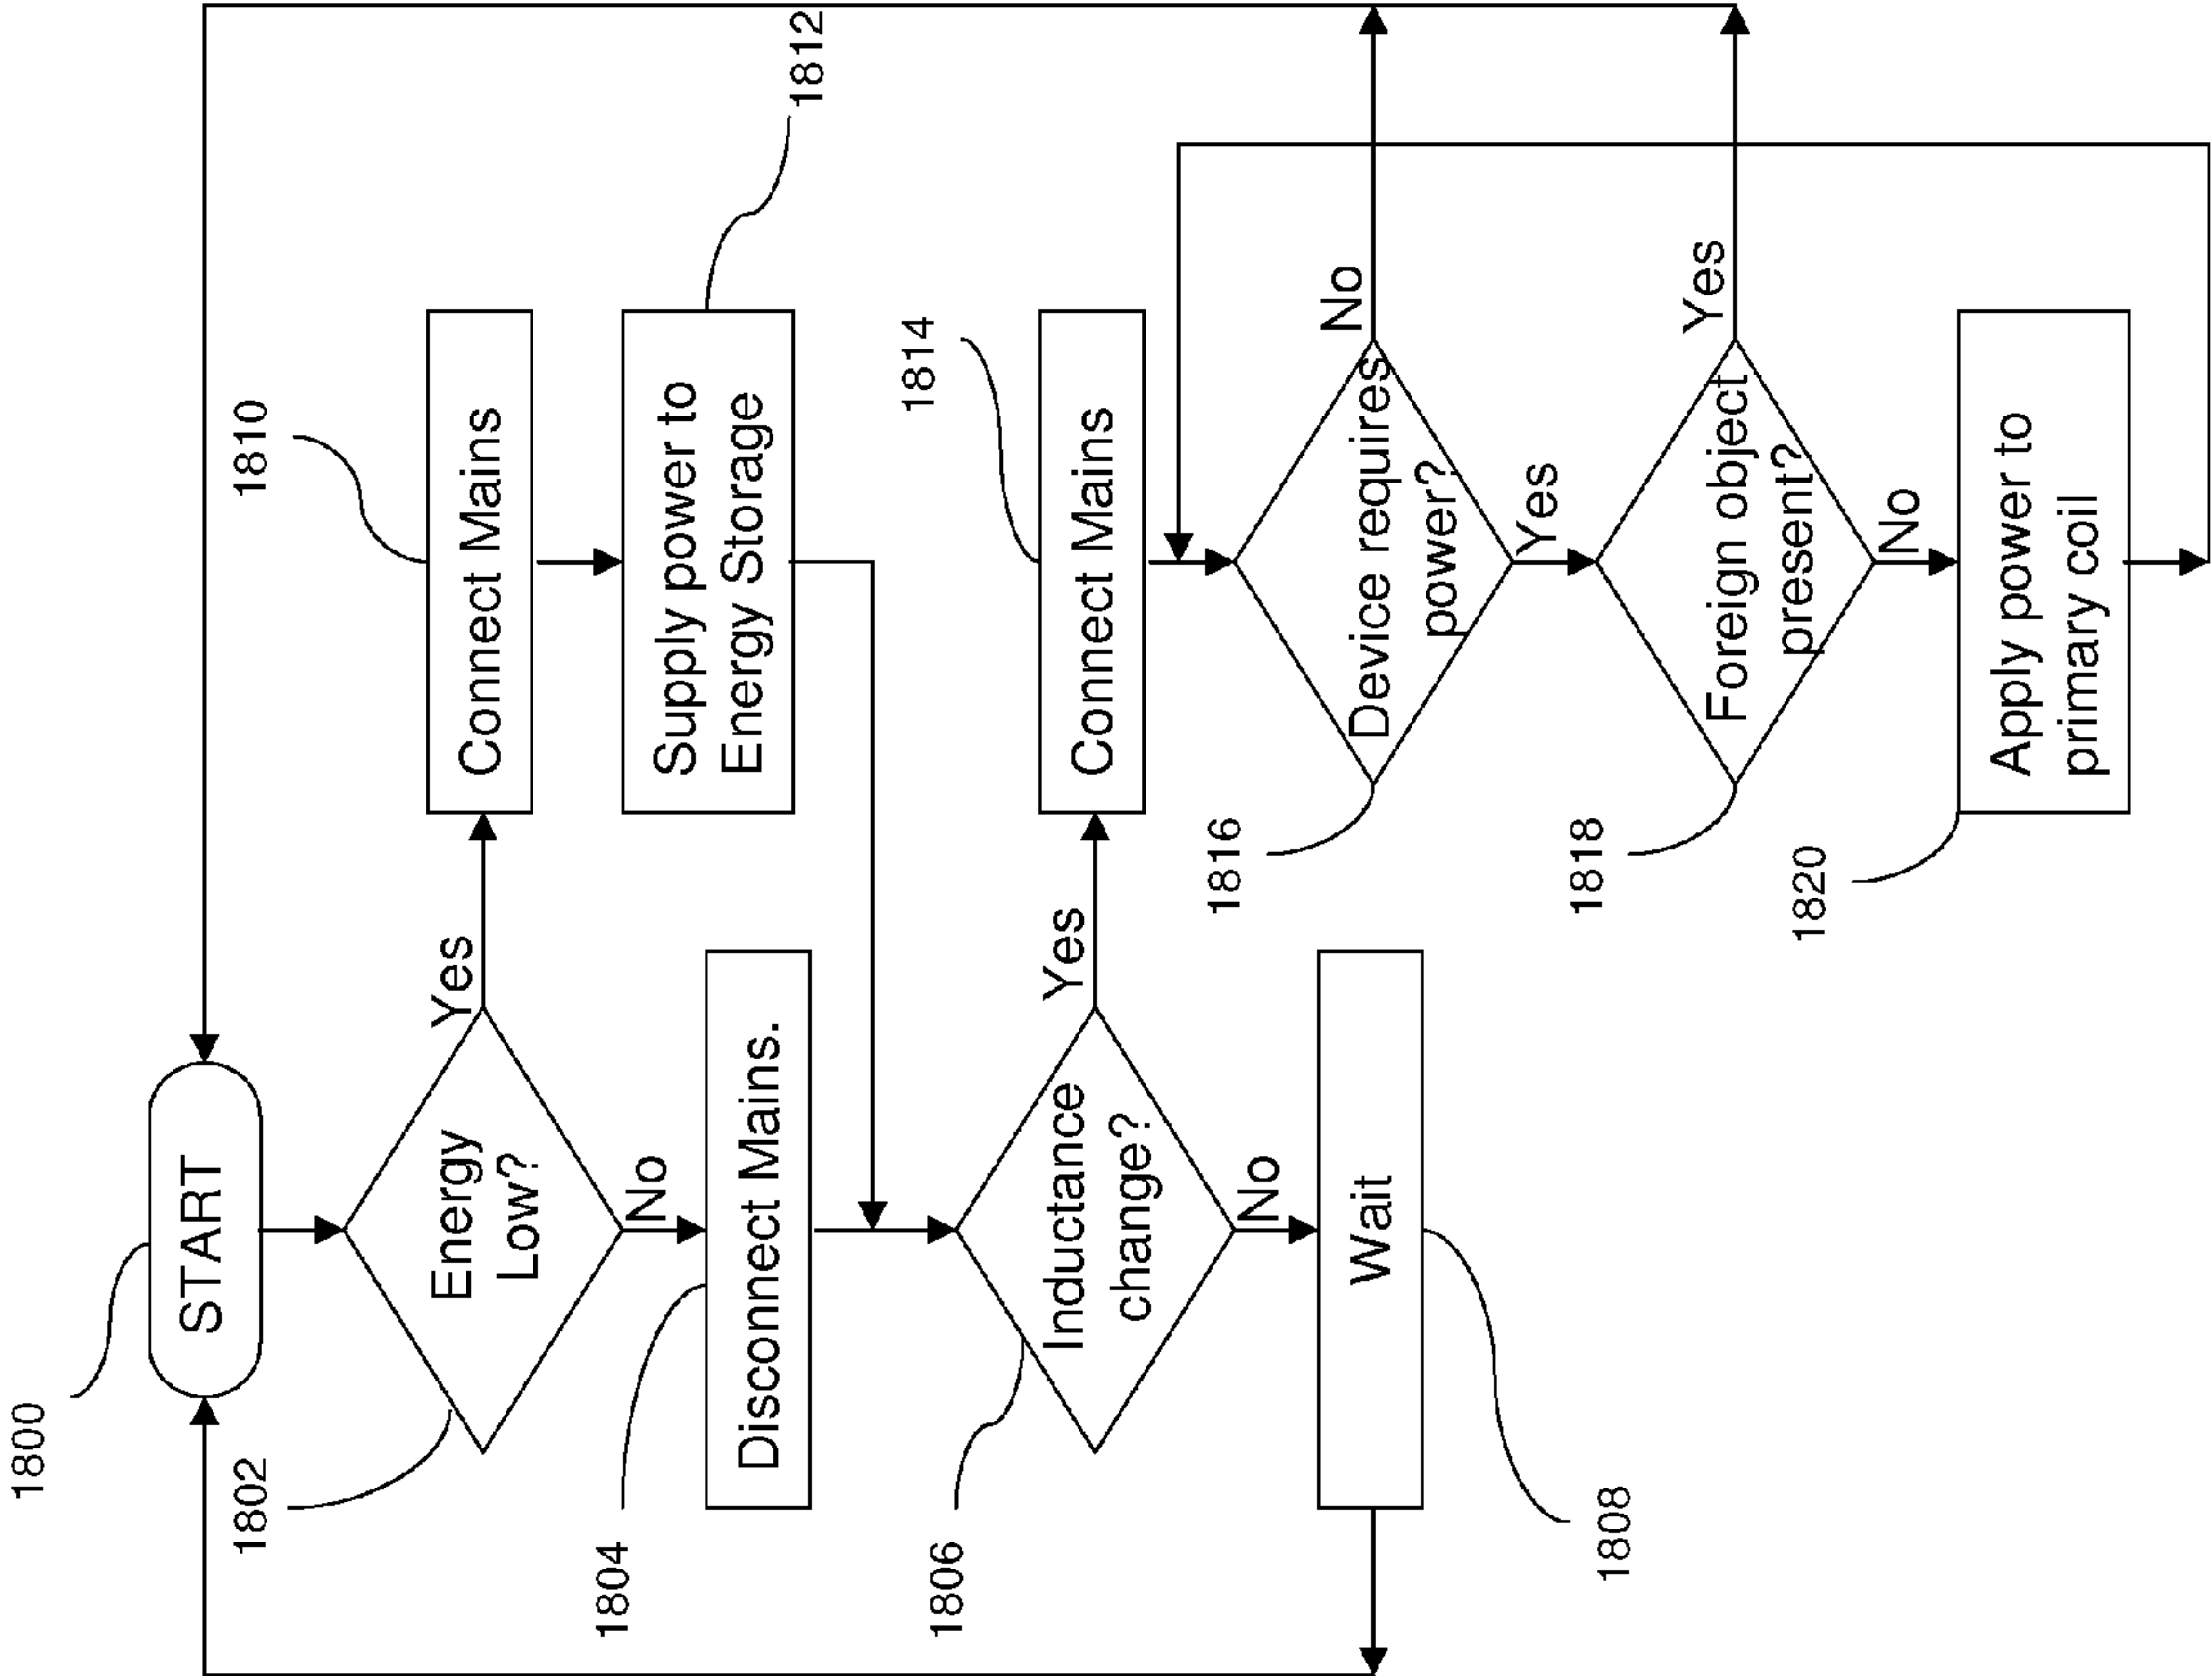 1800
START
1802
Energy
Low?
Yes
No
1810
Connect Mains
1812
Supply power to
Energy Storage
1804
Disconnect Mains.
1806
Inductance
change?
Yes
No
1808
Wait
1814
Connect Mains
1816
Device requires
power?
No
Yes
1818
Foreign object
present?
Yes
No
1820
Apply power to
primary coil